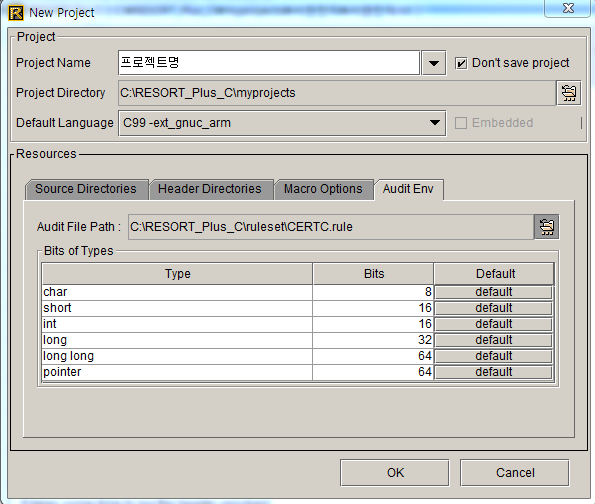 New Project
Project
Project Name 프로젝트명 Don't save project
Project Directory C:\RESORT_Plus_C\myprojects
Default Language C99 -ext_gnuc_arm Embedded
Resources
Source Directories Header Directories Macro Options Audit Env
Audit File Path : C:\RESORT_Plus_C\ruleset\CERTC.rule
Bits of Types
Type Bits Default
char 8 default
short 16 default
int 16 default
long 32 default
long long 64 default
pointer 64 default
OK Cancel